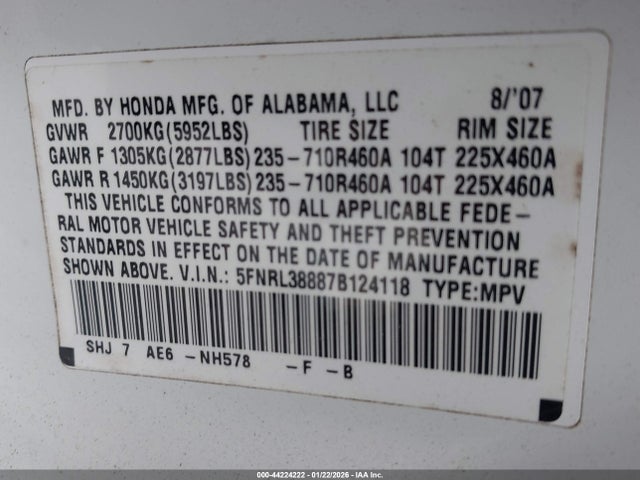 MFD. BY HONDA MFG. OF ALABAMA, LLC 8/'07
GVWR 2700KG(5952LBS) TIRE SIZE RIM SIZE
GAWR F 1305KG(2877LBS)235-710R460A 104T 225X460A
GAWR R 1450KG(3197LBS)235-710R460A 104T 225X460A
THIS VEHICLE CONFORMS TO ALL APPLICABLE FEDE-
RAL MOTOR VEHICLE SAFETY AND THEFT PREVENTION
STANDARDS IN EFFECT ON THE DATE OF MANUFACTURE
SHOWN ABOVE. V.I.N.: 5FNRL38887B124118 TYPE:MPV
SHJ 7 AE6 -NH578 -F -B
000-44224222 - 01/22/2026 - IAA Inc.